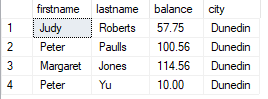 firstname lastname balance city
1 Judy Roberts 57.75 Dunedin
2 Peter Paulls 100.56 Dunedin
3 Margaret Jones 114.56 Dunedin
4 Peter Yu 10.00 Dunedin